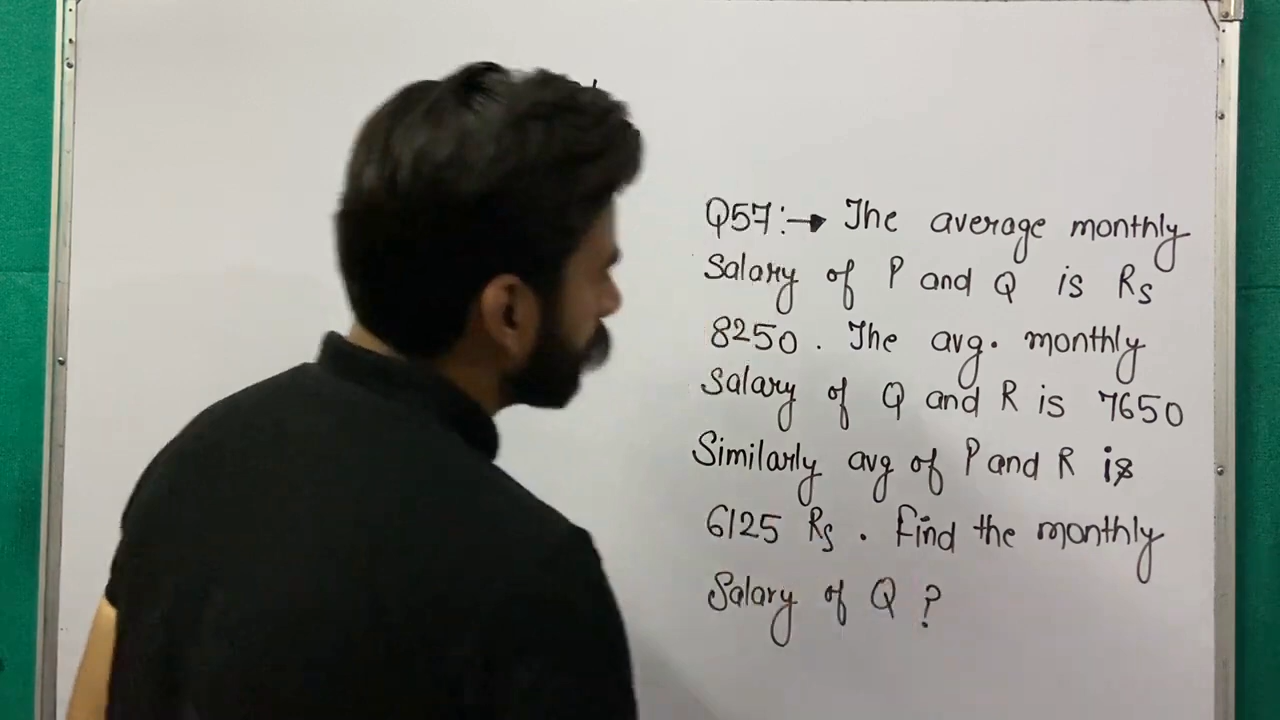 Q57:→ The average monthly
Salary of P and Q is Rs
8250. The avg. monthly
Salary of Q and R is 7650
Similarly avg of P and R is
6125 Rs. Find the monthly
Salary of Q ?